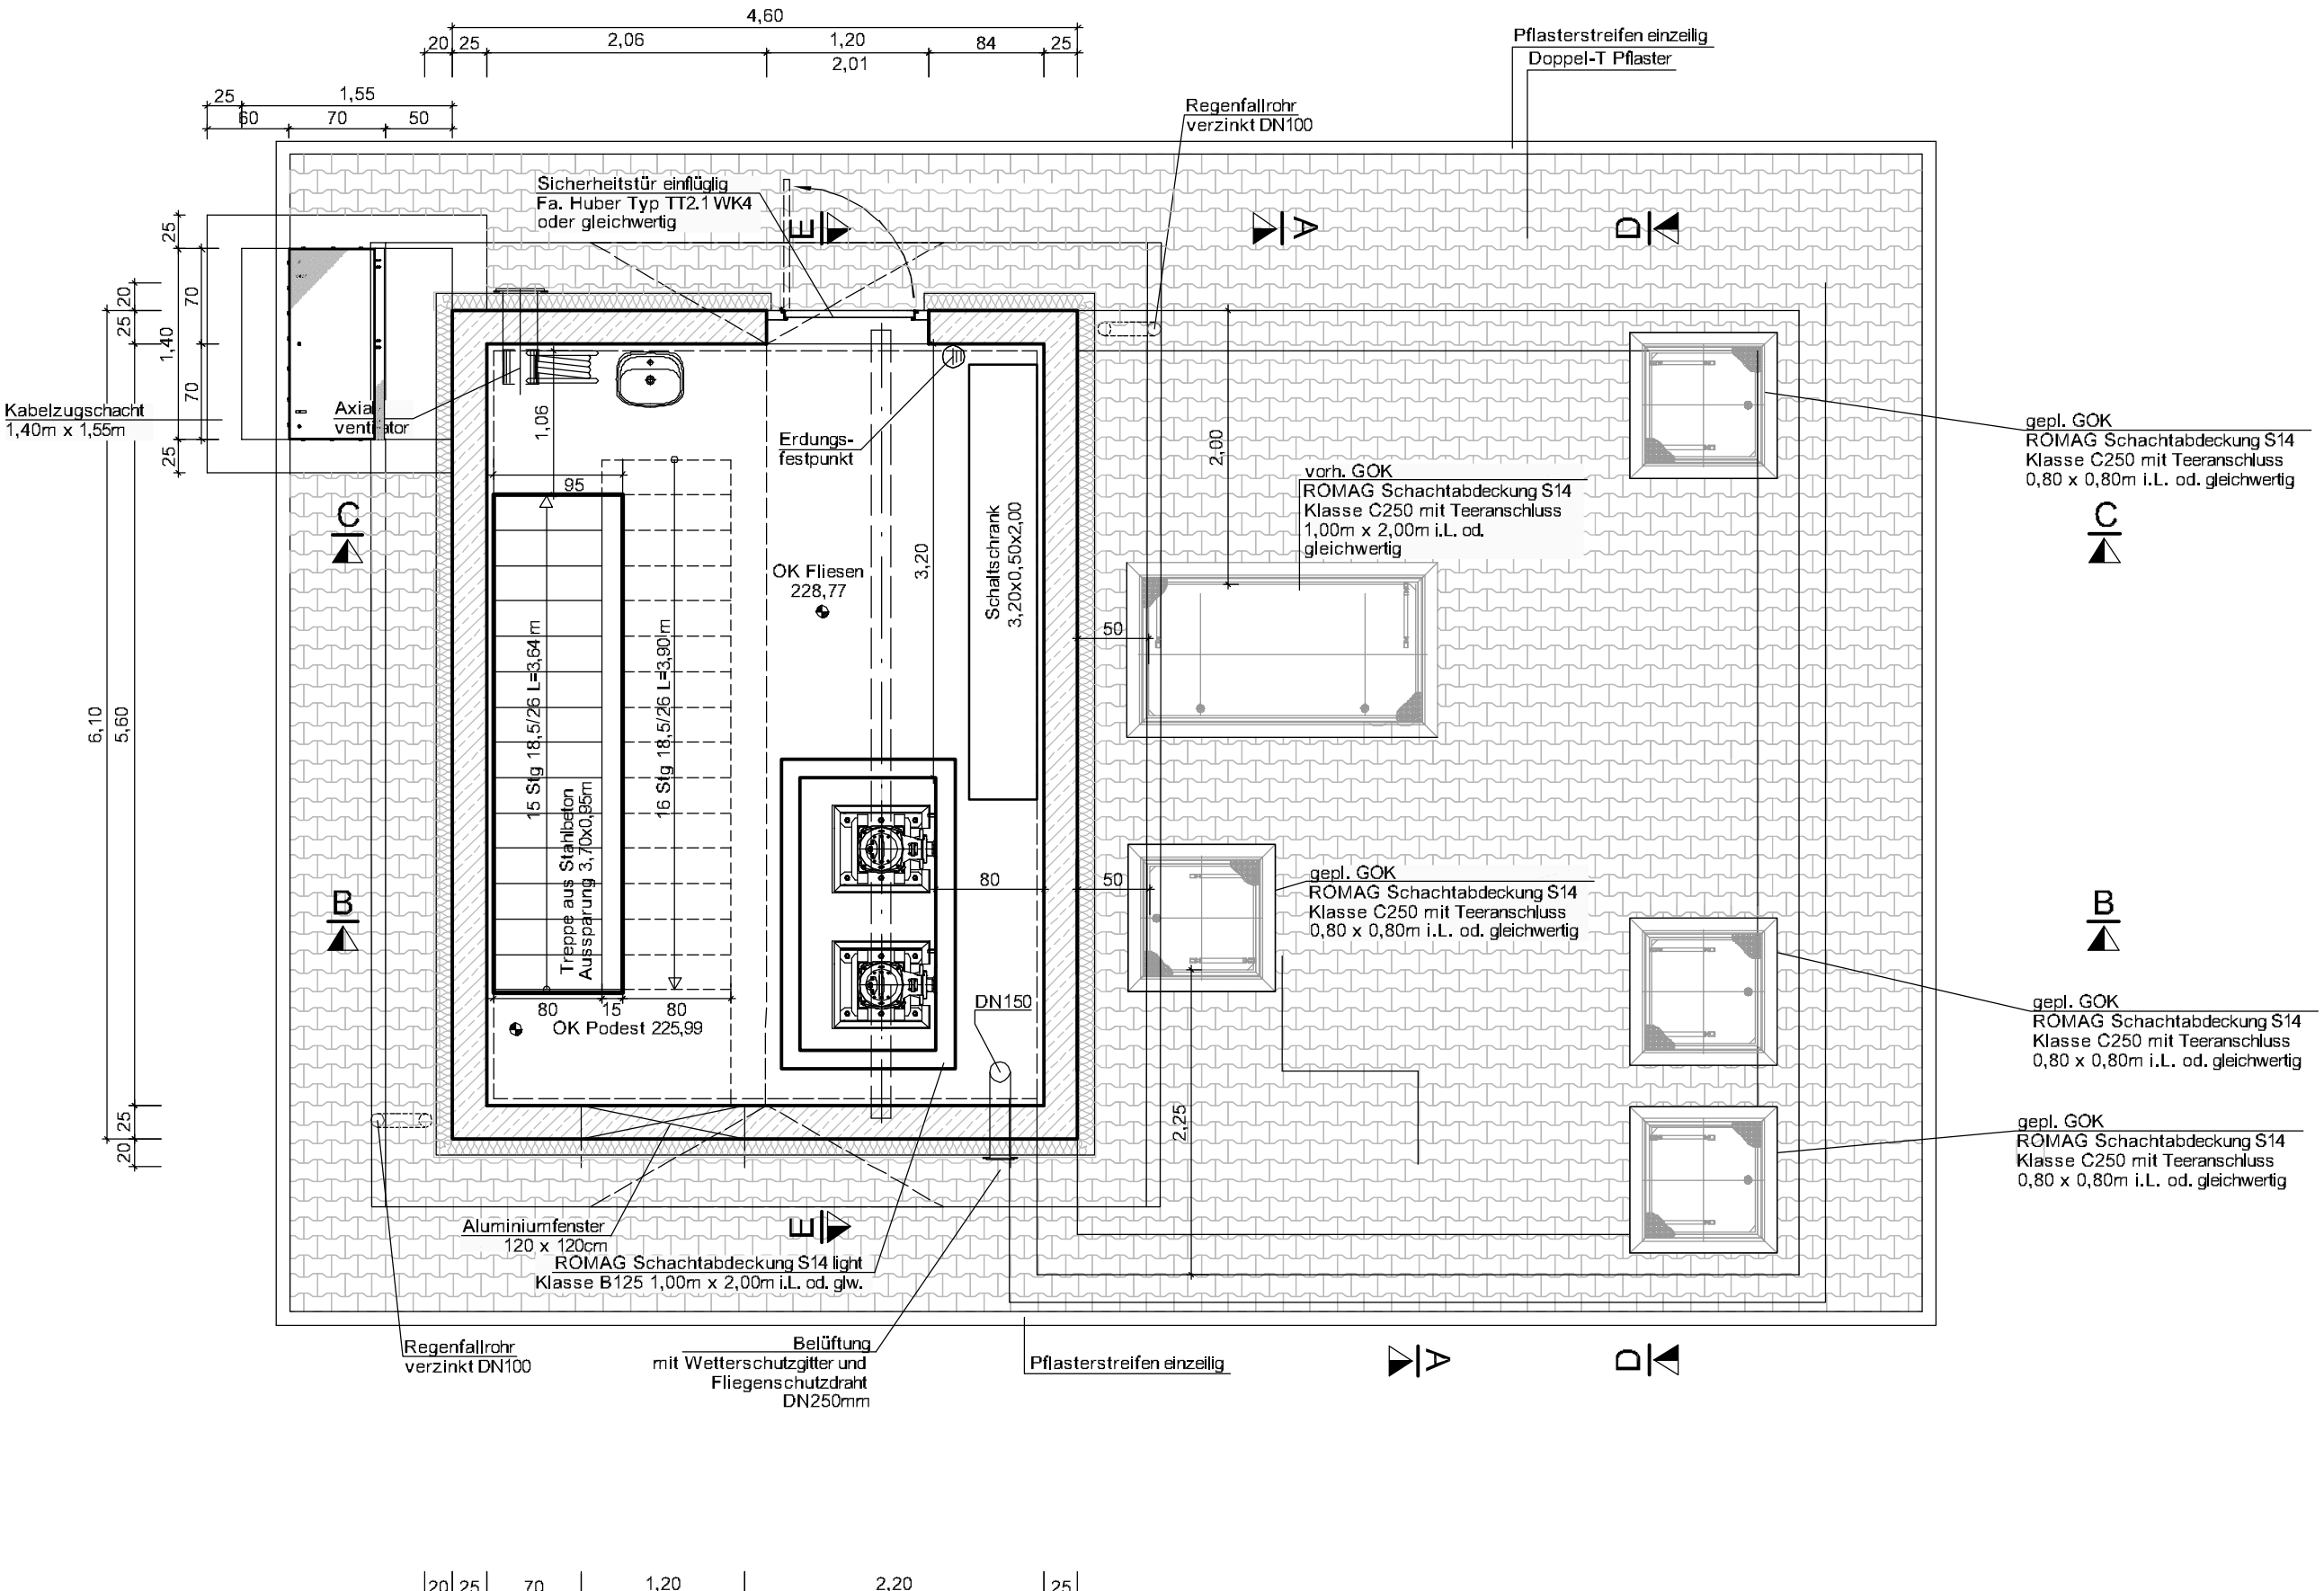 4,60
20 25 2,06 1,20 84 25
2,01
Pflasterstreifen einzeilig
Doppel-T Pflaster
25 1,55
60 70 50
Regenfallrohr
verzinkt DN100
Sicherheitstür einflüglig
Fa. Huber Typ TT2.1 WK4
oder gleichwertig
E
A
D
25
20
25
70
1,40
70
25
Kabelzugschacht
1,40m x 1,55m
Axial
ventilator
1,06
95
Erdungs-
festpunkt
2,00
vorh. GOK
ROMAG Schachtabdeckung S14
Klasse C250 mit Teeranschluss
1,00m x 2,00m i.L. od.
gleichwertig
gepl. GOK
ROMAG Schachtabdeckung S14
Klasse C250 mit Teeranschluss
0,80 x 0,80m i.L. od. gleichwertig
C
C
OK Fliesen
228,77
3,20
Schaltschrank
3,20x0,50x2,00
50
15 Stg 18,5/26 L=3,64 m
16 Stg 18,5/26 L=3,90 m
Treppe aus Stahlbeton
Aussparung 3,70x0,95m
6,10
5,60
80
50
gepl. GOK
ROMAG Schachtabdeckung S14
Klasse C250 mit Teeranschluss
0,80 x 0,80m i.L. od. gleichwertig
B
B
80 15 80
OK Podest 225,99
DN150
gepl. GOK
ROMAG Schachtabdeckung S14
Klasse C250 mit Teeranschluss
0,80 x 0,80m i.L. od. gleichwertig
25
20
2,25
gepl. GOK
ROMAG Schachtabdeckung S14
Klasse C250 mit Teeranschluss
0,80 x 0,80m i.L. od. gleichwertig
Aluminiumfenster
120 x 120cm
E
ROMAG Schachtabdeckung S14 light
Klasse B125 1,00m x 2,00m i.L. od. glw.
Regenfallrohr
verzinkt DN100
Belüftung
mit Wetterschutzgitter und
Fliegenschutzdraht
DN250mm
Pflasterstreifen einzeilig
A
D
20 25 70 1,20 2,20 25